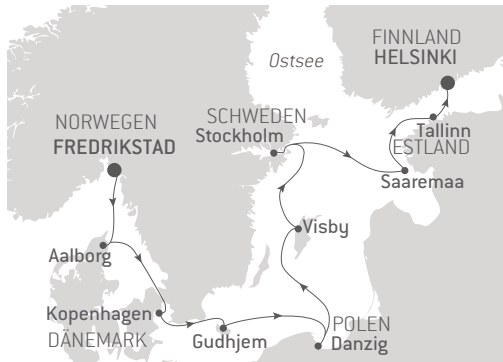 FINNLAND
HELSINKI
Ostsee
SCHWEDEN
Stockholm
NORWEGEN
FREDRIKSTAD
Tallinn
ESTLAND
Saaremaa
Visby
Aalborg
Kopenhagen
DÄNEMARK
Gudhjem
POLEN
Danzig